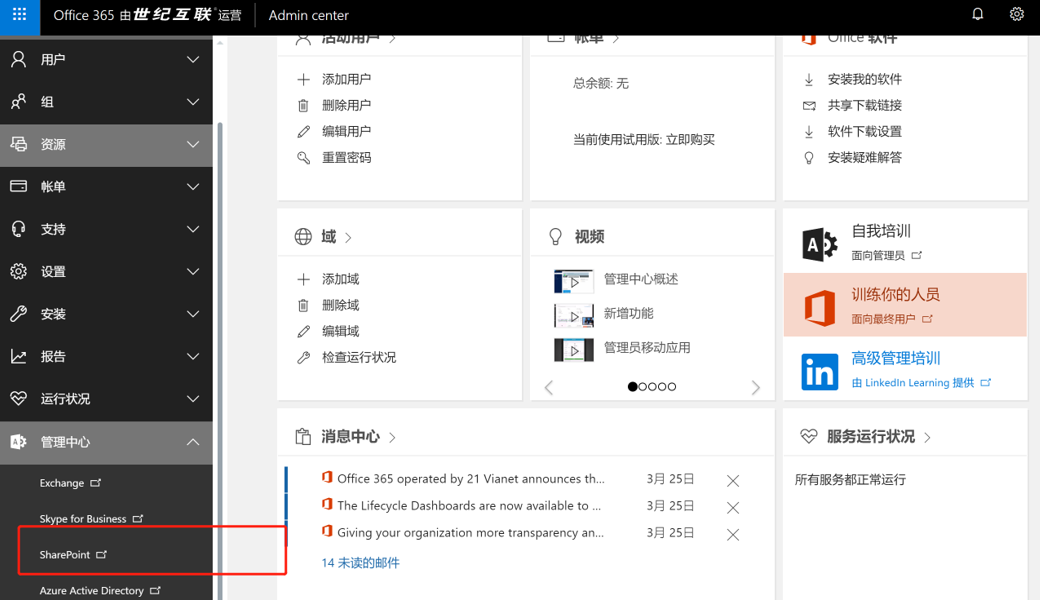 Office 365 由世纪互联运营 Admin center
用户
组
资源
帐单
支持
设置
安装
报告
运行状况
管理中心
Exchange
Skype for Business
SharePoint
Azure Active Directory
活动用户
添加用户
删除用户
编辑用户
重置密码
帐单
总余额: 无
当前使用试用版: 立即购买
Office 软件
安装我的软件
共享下载链接
软件下载设置
安装疑难解答
域
添加域
删除域
编辑域
检查运行状况
视频
管理中心概述
新增功能
管理员移动应用
自我培训
面向管理员
训练你的人员
面向最终用户
高级管理培训
由 LinkedIn Learning 提供
消息中心
Office 365 operated by 21 Vianet announces th... 3月 25日
The Lifecycle Dashboards are now available to ... 3月 25日
Giving your organization more transparency an... 3月 25日
14 未读的邮件
服务运行状况
所有服务都正常运行